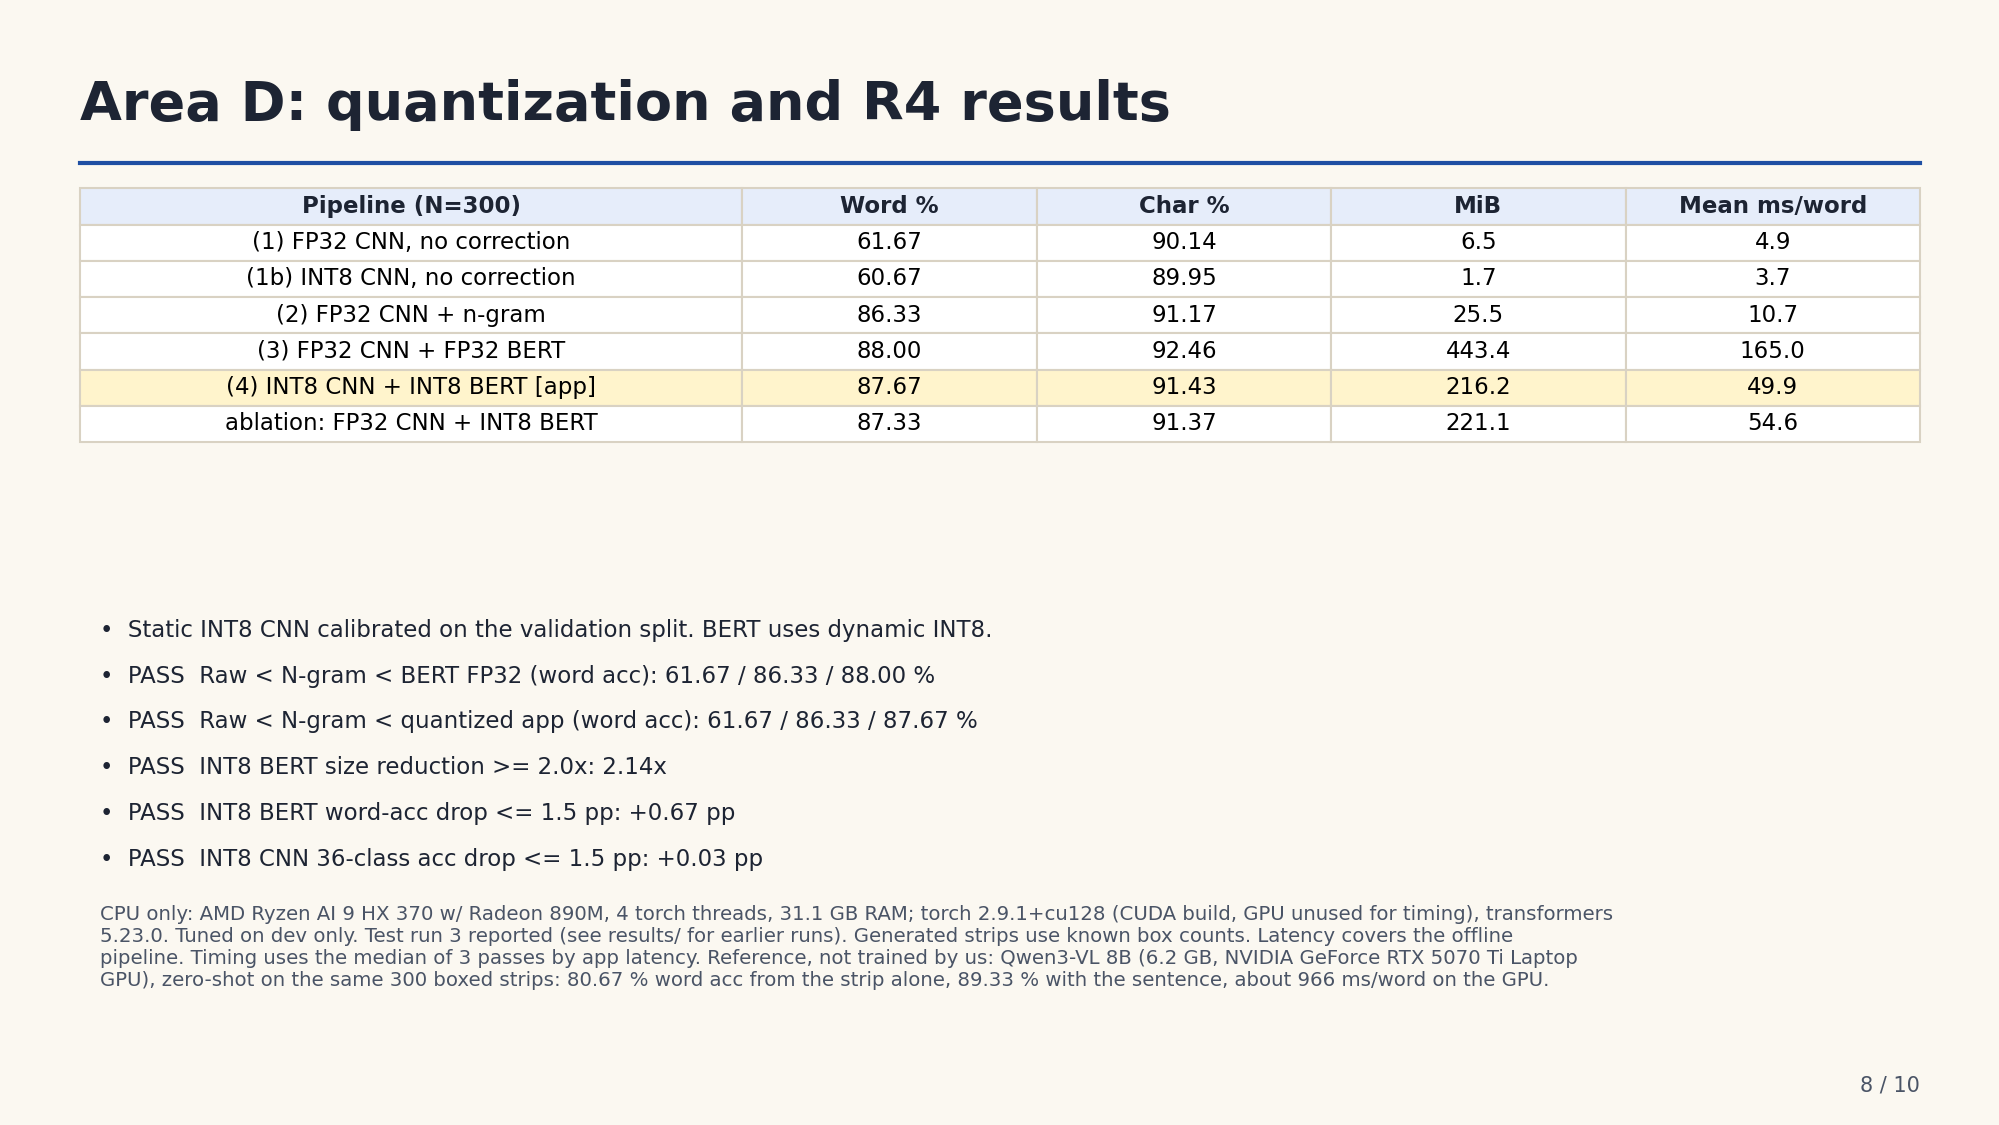 Area D: quantization and R4 results
Pipeline (N=300) Word % Char % MiB Mean ms/word
(1) FP32 CNN, no correction 61.67 90.14 6.5 4.9
(1b) INT8 CNN, no correction 60.67 89.95 1.7 3.7
(2) FP32 CNN + n-gram 86.33 91.17 25.5 10.7
(3) FP32 CNN + FP32 BERT 88.00 92.46 443.4 165.0
(4) INT8 CNN + INT8 BERT [app] 87.67 91.43 216.2 49.9
ablation: FP32 CNN + INT8 BERT 87.33 91.37 221.1 54.6
• Static INT8 CNN calibrated on the validation split. BERT uses dynamic INT8.
• PASS  Raw < N-gram < BERT FP32 (word acc): 61.67 / 86.33 / 88.00 %
• PASS  Raw < N-gram < quantized app (word acc): 61.67 / 86.33 / 87.67 %
• PASS  INT8 BERT size reduction >= 2.0x: 2.14x
• PASS  INT8 BERT word-acc drop <= 1.5 pp: +0.67 pp
• PASS  INT8 CNN 36-class acc drop <= 1.5 pp: +0.03 pp
CPU only: AMD Ryzen AI 9 HX 370 w/ Radeon 890M, 4 torch threads, 31.1 GB RAM; torch 2.9.1+cu128 (CUDA build, GPU unused for timing), transformers
5.23.0. Tuned on dev only. Test run 3 reported (see results/ for earlier runs). Generated strips use known box counts. Latency covers the offline
pipeline. Timing uses the median of 3 passes by app latency. Reference, not trained by us: Qwen3-VL 8B (6.2 GB, NVIDIA GeForce RTX 5070 Ti Laptop
GPU), zero-shot on the same 300 boxed strips: 80.67 % word acc from the strip alone, 89.33 % with the sentence, about 966 ms/word on the GPU.
8 / 10